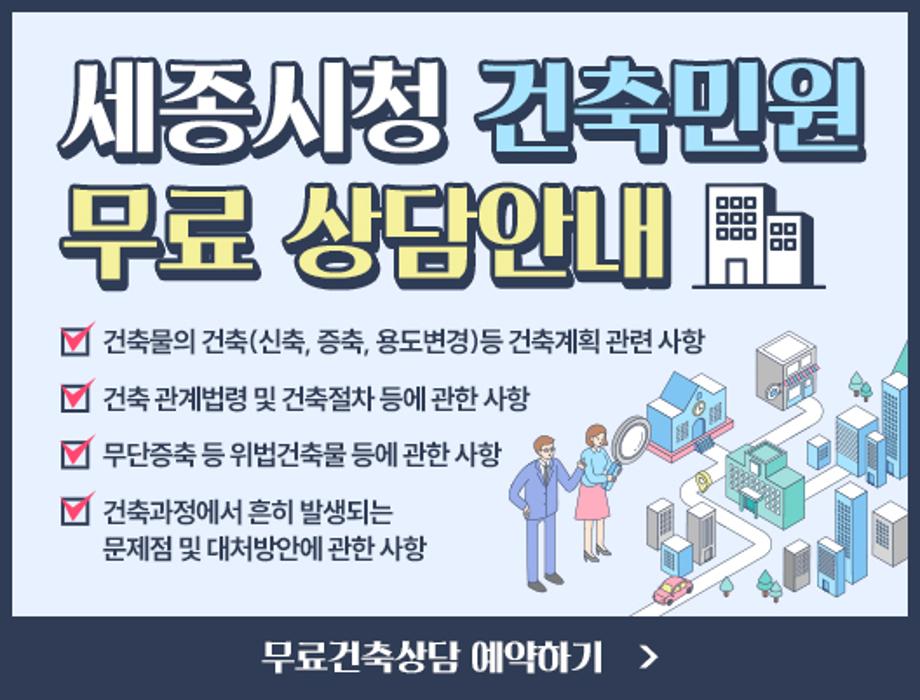 세종시청 건축민원
무료 상담안내
건축물의 건축(신축, 증축, 용도변경)등 건축계획 관련 사항
건축 관계법령 및 건축절차 등에 관한 사항
무단증축 등 위법건축물 등에 관한 사항
건축과정에서 흔히 발생되는
문제점 및 대처방안에 관한 사항
무료건축상담 예약하기 >